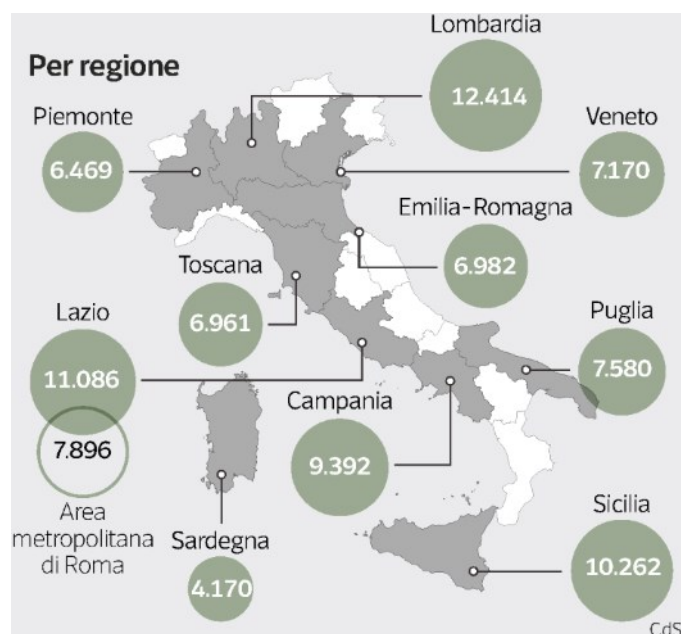 Per regione
Lombardia
12.414
Piemonte
6.469
Veneto
7.170
Emilia-Romagna
6.982
Toscana
6.961
Lazio
11.086
7.896
Area
metropolitana
di Roma
Puglia
7.580
Campania
9.392
Sardegna
4.170
Sicilia
10.262
CdS